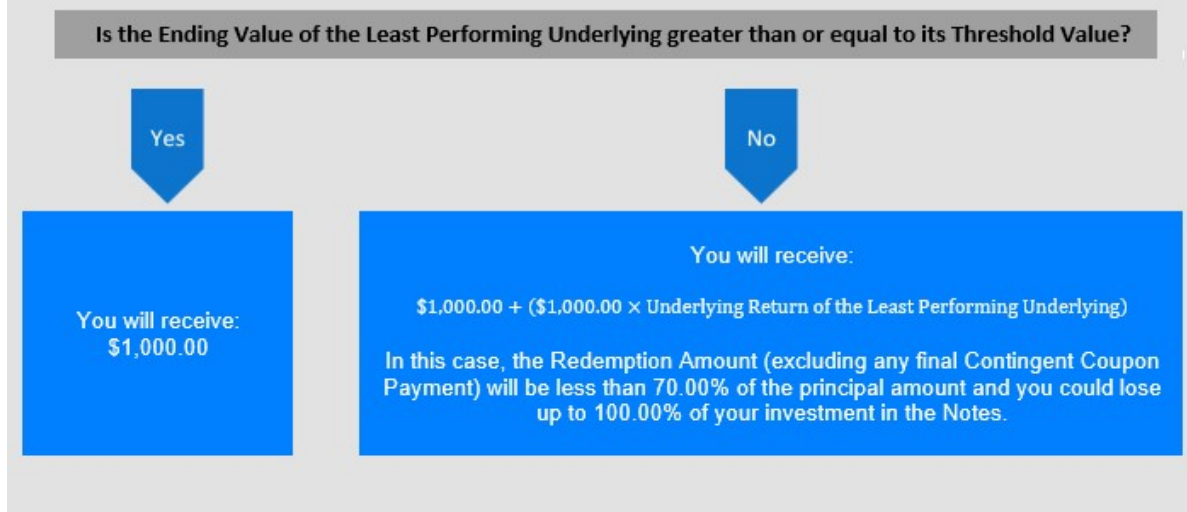 Is the Ending Value of the Least Performing Underlying greater than or equal to its Threshold Value?
Yes
No
You will receive:
$1,000.00
You will receive:
$1,000.00 + ($1,000.00 × Underlying Return of the Least Performing Underlying)
In this case, the Redemption Amount (excluding any final Contingent Coupon
Payment) will be less than 70.00% of the principal amount and you could lose
up to 100.00% of your investment in the Notes.